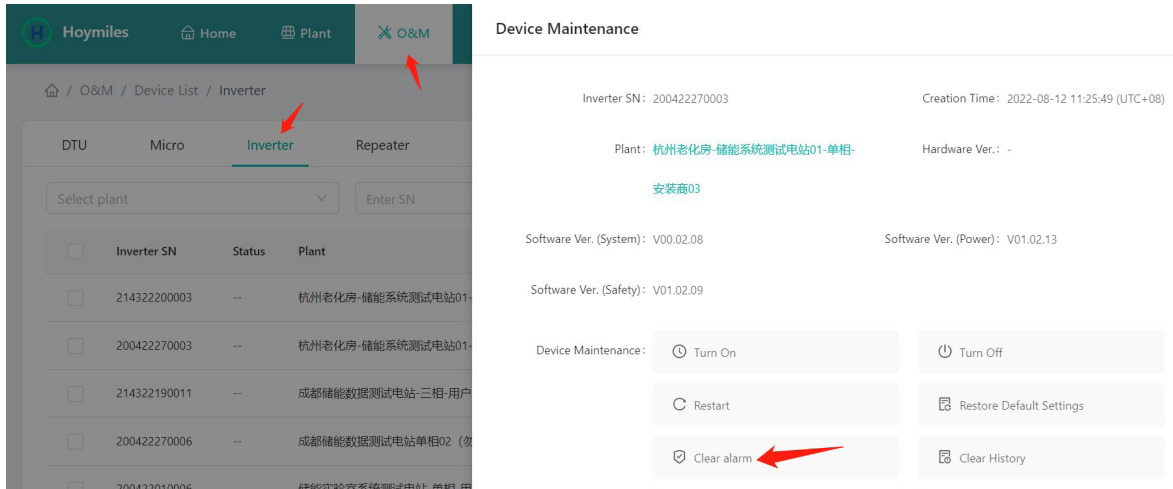 Hoymiles Home Plant O&M
/ O&M / Device List / Inverter
DTU Micro Inverter Repeater
Select plant Enter SN
Inverter SN Status Plant
214322200003 -- 杭州老化房-储能系统测试电站01-
200422270003 -- 杭州老化房-储能系统测试电站01-
214322190011 -- 成都储能数据测试电站-三相-用户
200422270006 -- 成都储能数据测试电站单相02（勿
Device Maintenance
Inverter SN: 200422270003 Creation Time: 2022-08-12 11:25:49 (UTC+08)
Plant: 杭州老化房-储能系统测试电站01-单相- Hardware Ver.: -
安装商03
Software Ver. (System): V00.02.08 Software Ver. (Power): V01.02.13
Software Ver. (Safety): V01.02.09
Device Maintenance: Turn On Turn Off
Restart Restore Default Settings
Clear alarm Clear History